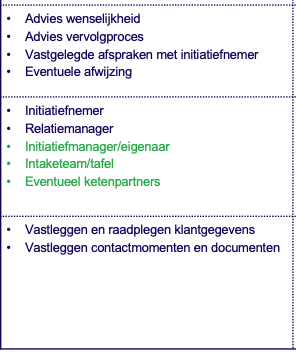 • Advies wenselijkheid
• Advies vervolgproces
• Vastgelegde afspraken met initiatiefnemer
• Eventuele afwijzing
• Initiatiefnemer
• Relatiemanager
• Initiatiefmanager/eigenaar
• Intaketeam/tafel
• Eventueel ketenpartners
• Vastleggen en raadplegen klantgegevens
• Vastleggen contactmomenten en documenten